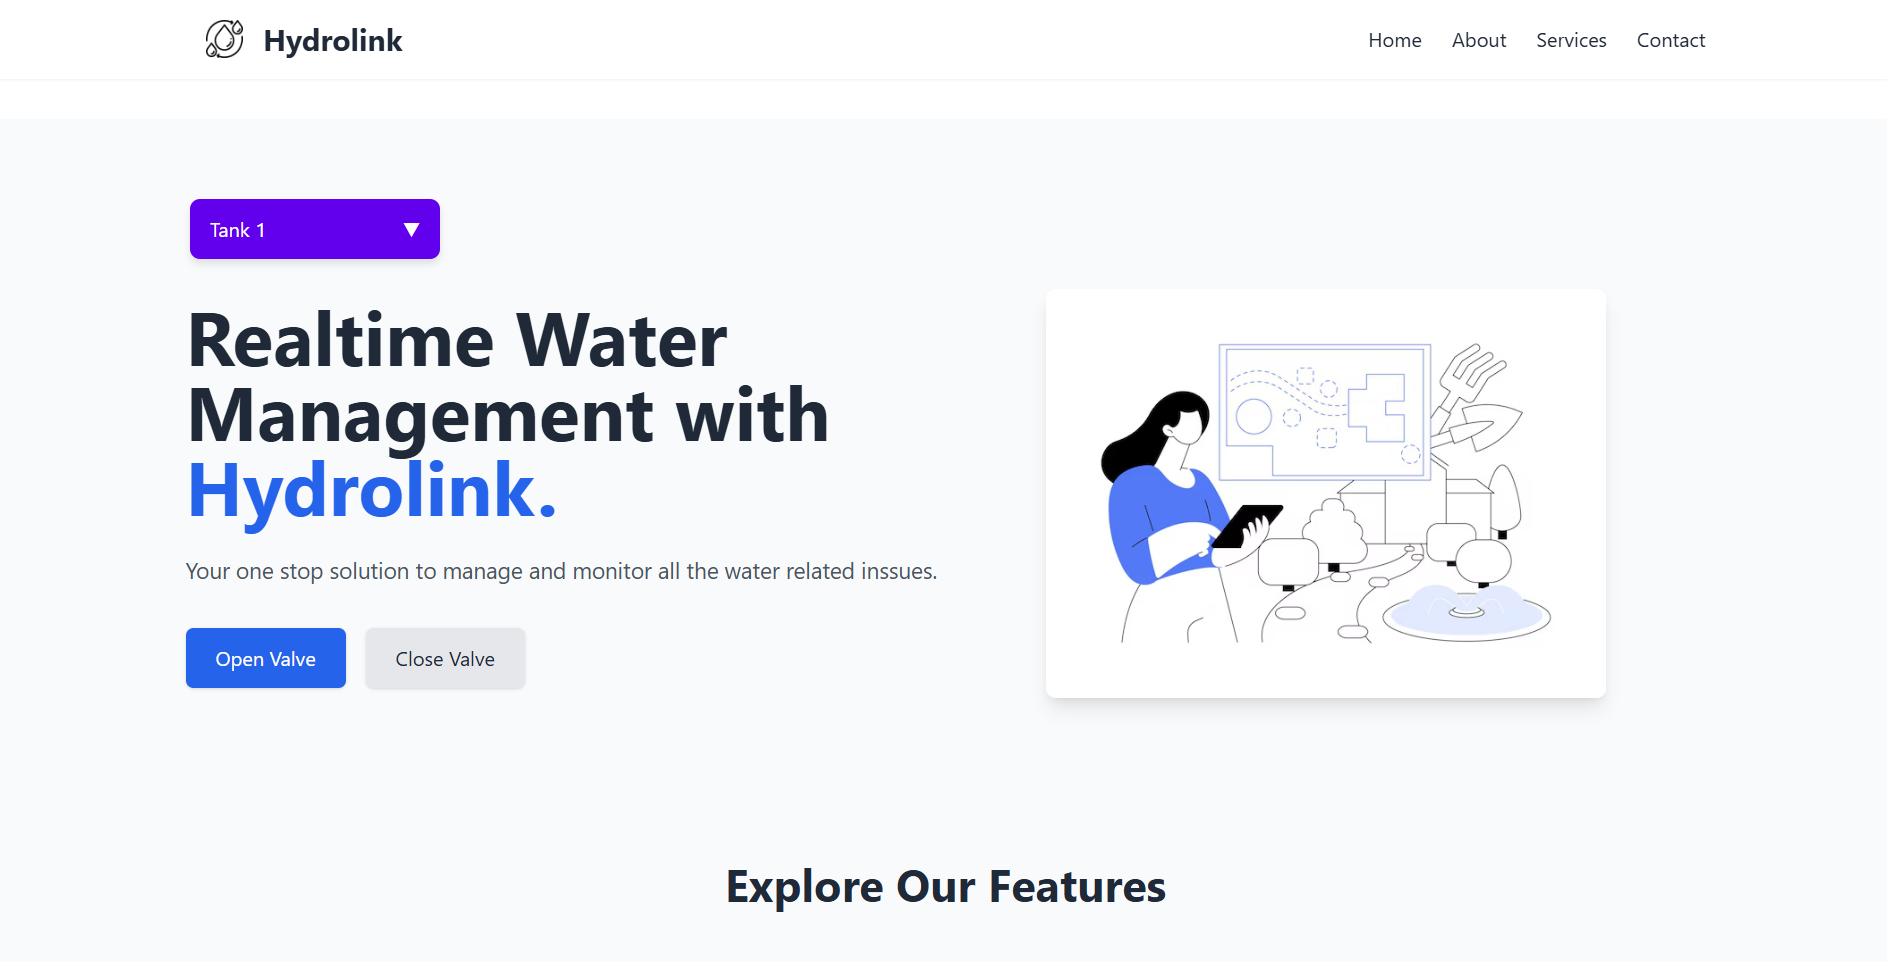 Hydrolink
Home About Services Contact
Tank 1 ▼
Realtime Water
Management with
Hydrolink.
Your one stop solution to manage and monitor all the water related inssues.
Open Valve Close Valve
Explore Our Features